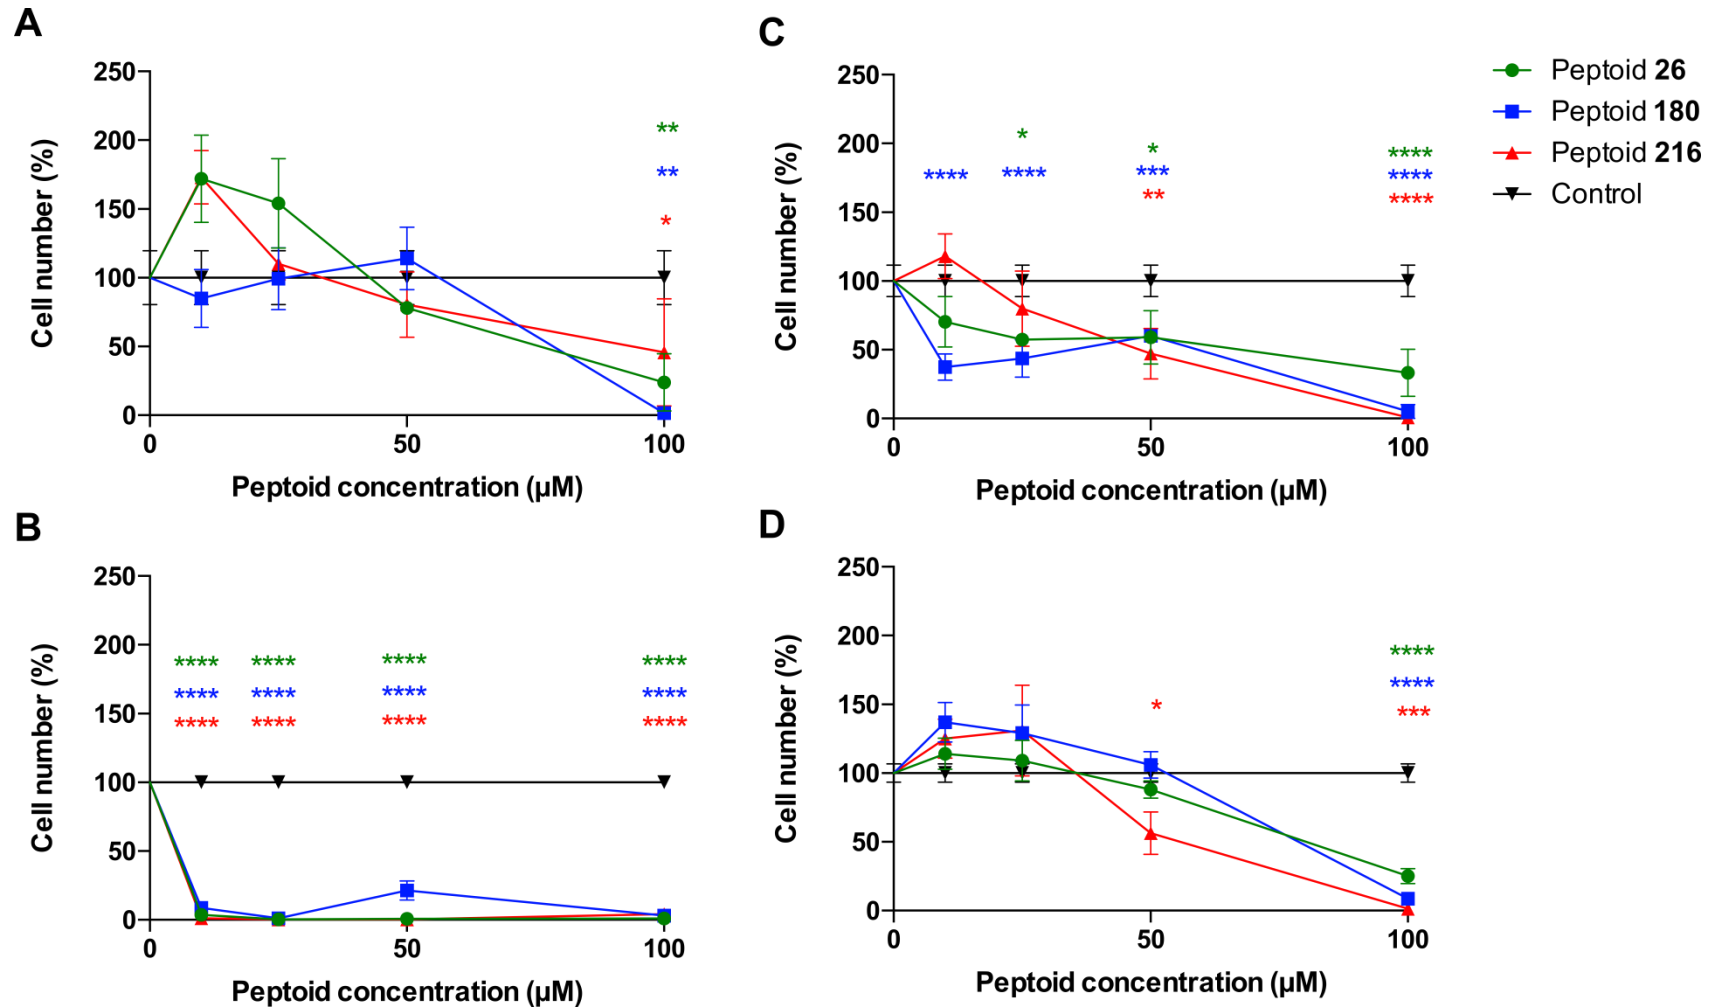 A
250
200
150
100
50
0
0 50 100
Cell number (%)
Peptoid concentration (µM)
**
**
*
C
250
200
150
100
50
0
0 50 100
Cell number (%)
Peptoid concentration (µM)
**** 
*
****
*
***
**
****
****
****
Peptoid 26
Peptoid 180
Peptoid 216
Control
B
250
200
150
100
50
0
0 50 100
Cell number (%)
Peptoid concentration (µM)
**** **** **** ****
**** **** **** ****
**** **** **** ****
D
250
200
150
100
50
0
0 50 100
Cell number (%)
Peptoid concentration (µM)
*
****
****
***